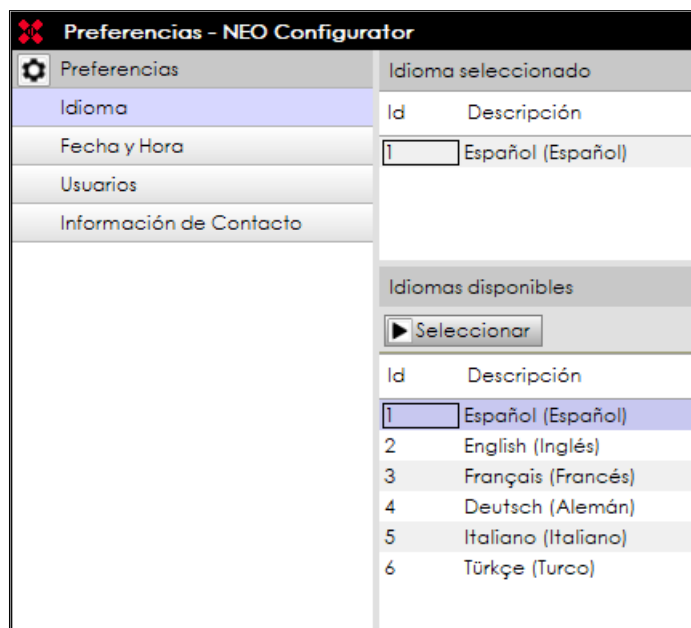 Preferencias - NEO Configurator
Preferencias
Idioma
Fecha y Hora
Usuarios
Información de Contacto
Idioma seleccionado
Id Descripción
1 Español (Español)
Idiomas disponibles
Seleccionar
Id Descripción
1 Español (Español)
2 English (Inglés)
3 Français (Francés)
4 Deutsch (Alemán)
5 Italiano (Italiano)
6 Türkçe (Turco)